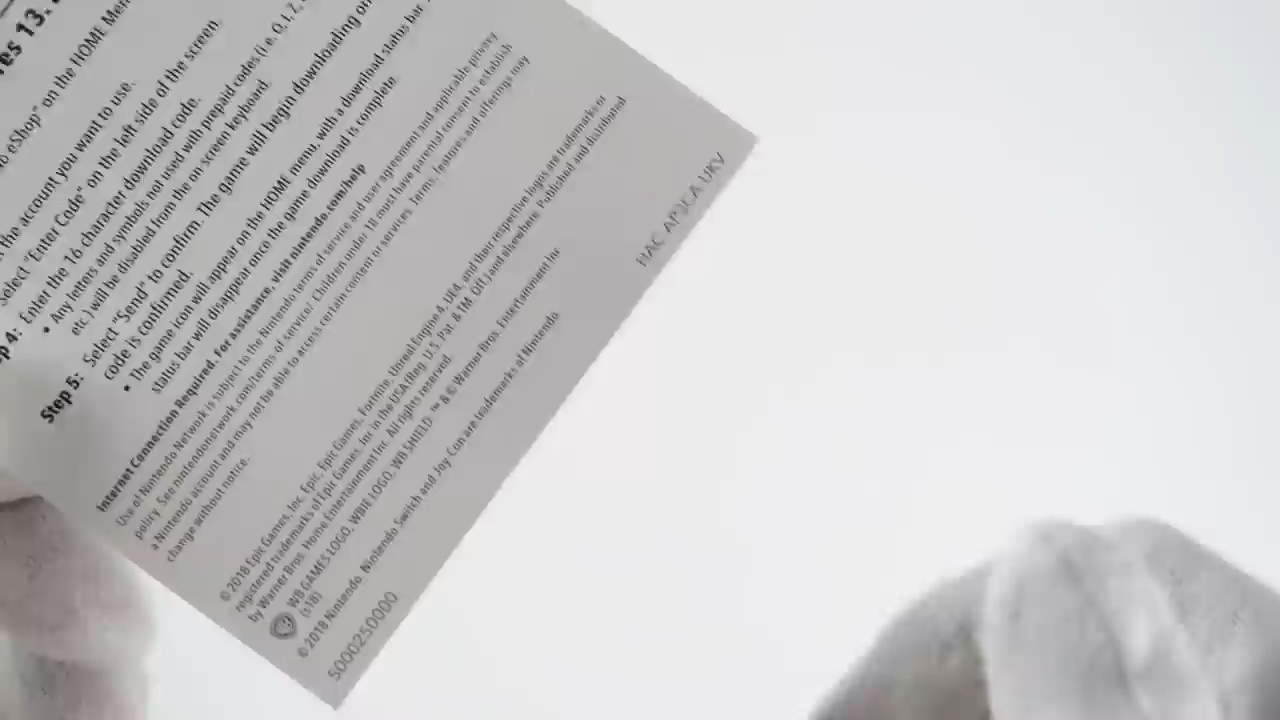 res 13.
eShop" on the HOME Men
the account you want to use.
Select "Enter Code" on the left side of the screen.
p 4: Enter the 16 character download code.
• Any letters and symbols not used with prepaid codes (i.e. O, I, Z,
etc.) will be disabled from the on screen keyboard.
Step 5: Select "Send" to confirm. The game will begin downloading on
code is confirmed.
• The game icon will appear on the HOME menu, with a download status bar
status bar will disappear once the game download is complete.
Internet Connection Required. For assistance, visit nintendo.com/help
Use of Nintendo Network is subject to the Nintendo terms of service and user agreement and applicable privacy
policy. See nintendonetwork.com/terms of service/. Children under 18 must have parental consent to establish
a Nintendo account and may not be able to access certain content or services. Terms, features and offerings may
change without notice.
© 2018 Epic Games, Inc. Epic, Epic Games, Fortnite, Unreal Engine 4, UE4, and their respective logos are trademarks or
registered trademarks of Epic Games, Inc in the USA (Reg. U.S. Pat. & TM Off.) and elsewhere. Published and distributed
by Warner Bros. Home Entertainment Inc. All rights reserved.
WB GAMES LOGO, WBIE LOGO, WB SHIELD: ™ & © Warner Bros. Entertainment Inc
(s18)
© 2018 Nintendo. Nintendo Switch and Joy Con are trademarks of Nintendo
5000250000
HAC AP3CA UKV